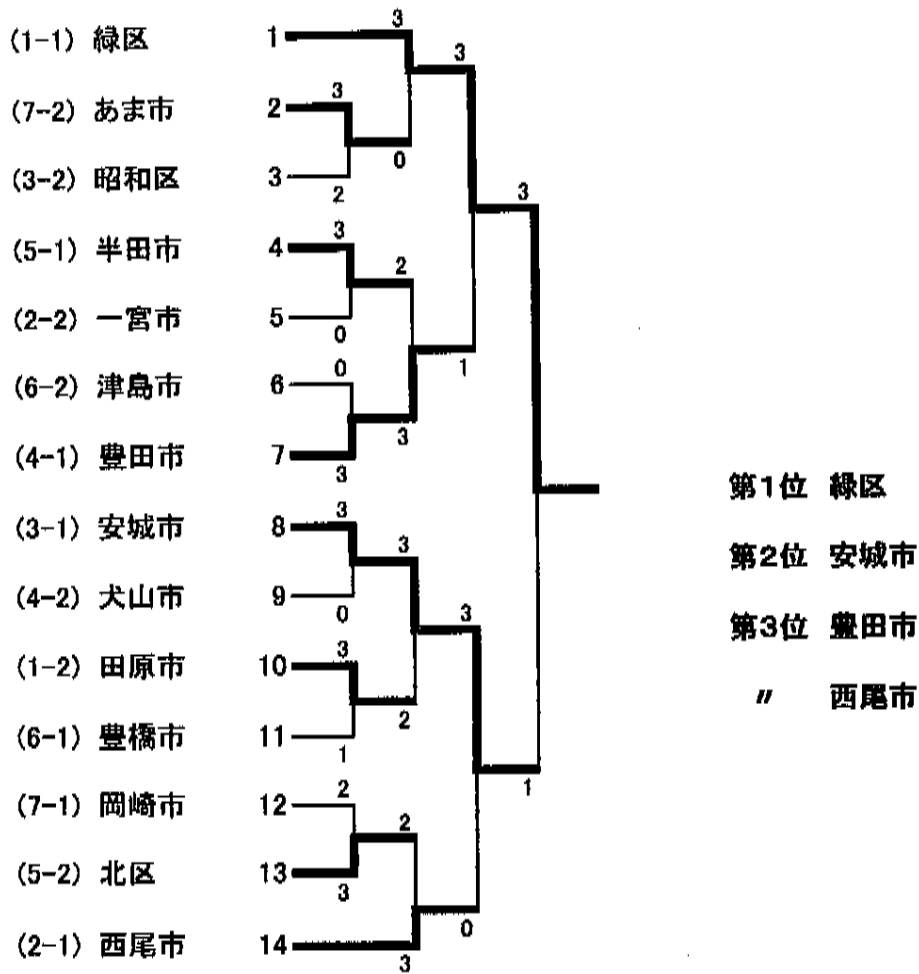 (1-1) 緑区 1 3
3
(7-2) あま市 2 3
0
(3-2) 昭和区 3 2
3
(5-1) 半田市 4 3
2
(2-2) 一宮市 5 0
(6-2) 津島市 6 0
1
3
(4-1) 豊田市 7 3
第1位 緑区
(3-1) 安城市 8 3
3
第2位 安城市
(4-2) 犬山市 9 0
3
第3位 豊田市
(1-2) 田原市 10 3
2
〃 西尾市
(6-1) 豊橋市 11 1
1
(7-1) 岡崎市 12 2
2
(5-2) 北区 13 3
0
(2-1) 西尾市 14 3